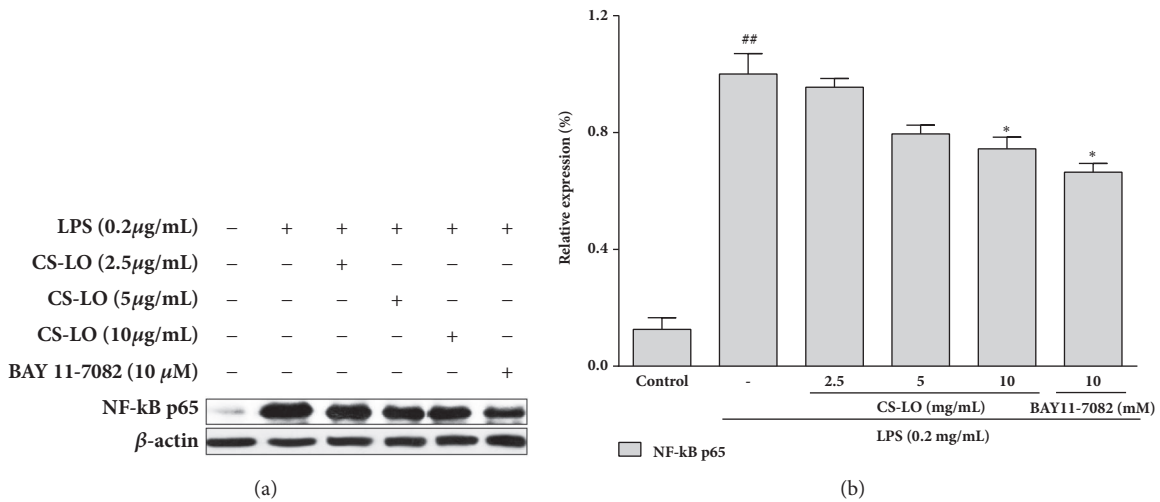 LPS (0.2μg/mL) – + + + + +
CS-LO (2.5μg/mL) – – + – – –
CS-LO (5μg/mL) – – – + – –
CS-LO (10μg/mL) – – – – + –
BAY 11-7082 (10 μM) – – – – – +
NF-kB p65
β-actin
(a)
Relative expression (%)
1.2
0.8
0.4
0.0
##
*
*
Control - 2.5 5 10 10
CS-LO (mg/mL) BAY11-7082 (mM)
LPS (0.2 mg/mL)
NF-kB p65
(b)